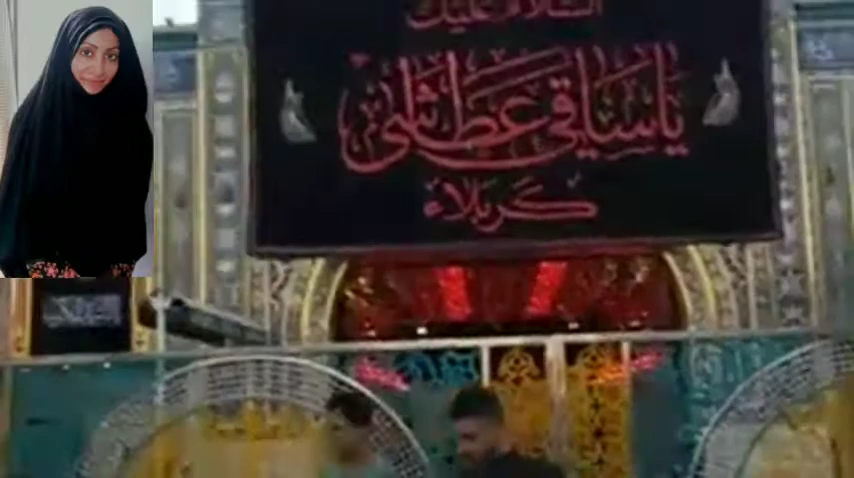 السلام عليك
ياساقي عطاشى
كربلاء